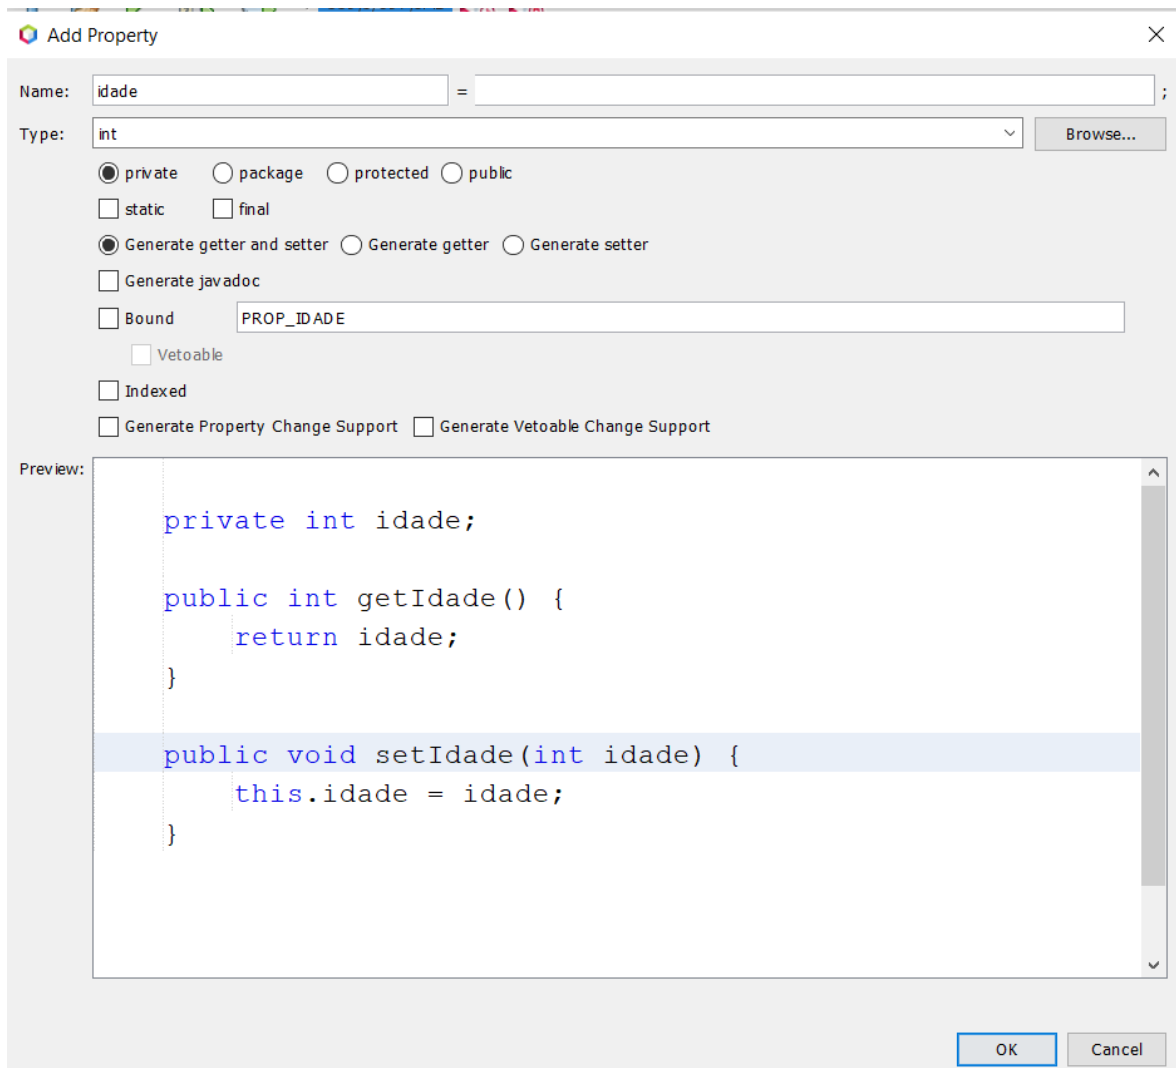 Add Property
Name: idade = ;
Type: int Browse...
private package protected public
static final
Generate getter and setter Generate getter Generate setter
Generate javadoc
Bound PROP_IDADE
Vetoable
Indexed
Generate Property Change Support Generate Vetoable Change Support
Preview:
private int idade;
public int getIdade() {
return idade;
}
public void setIdade(int idade) {
this.idade = idade;
}
OK Cancel